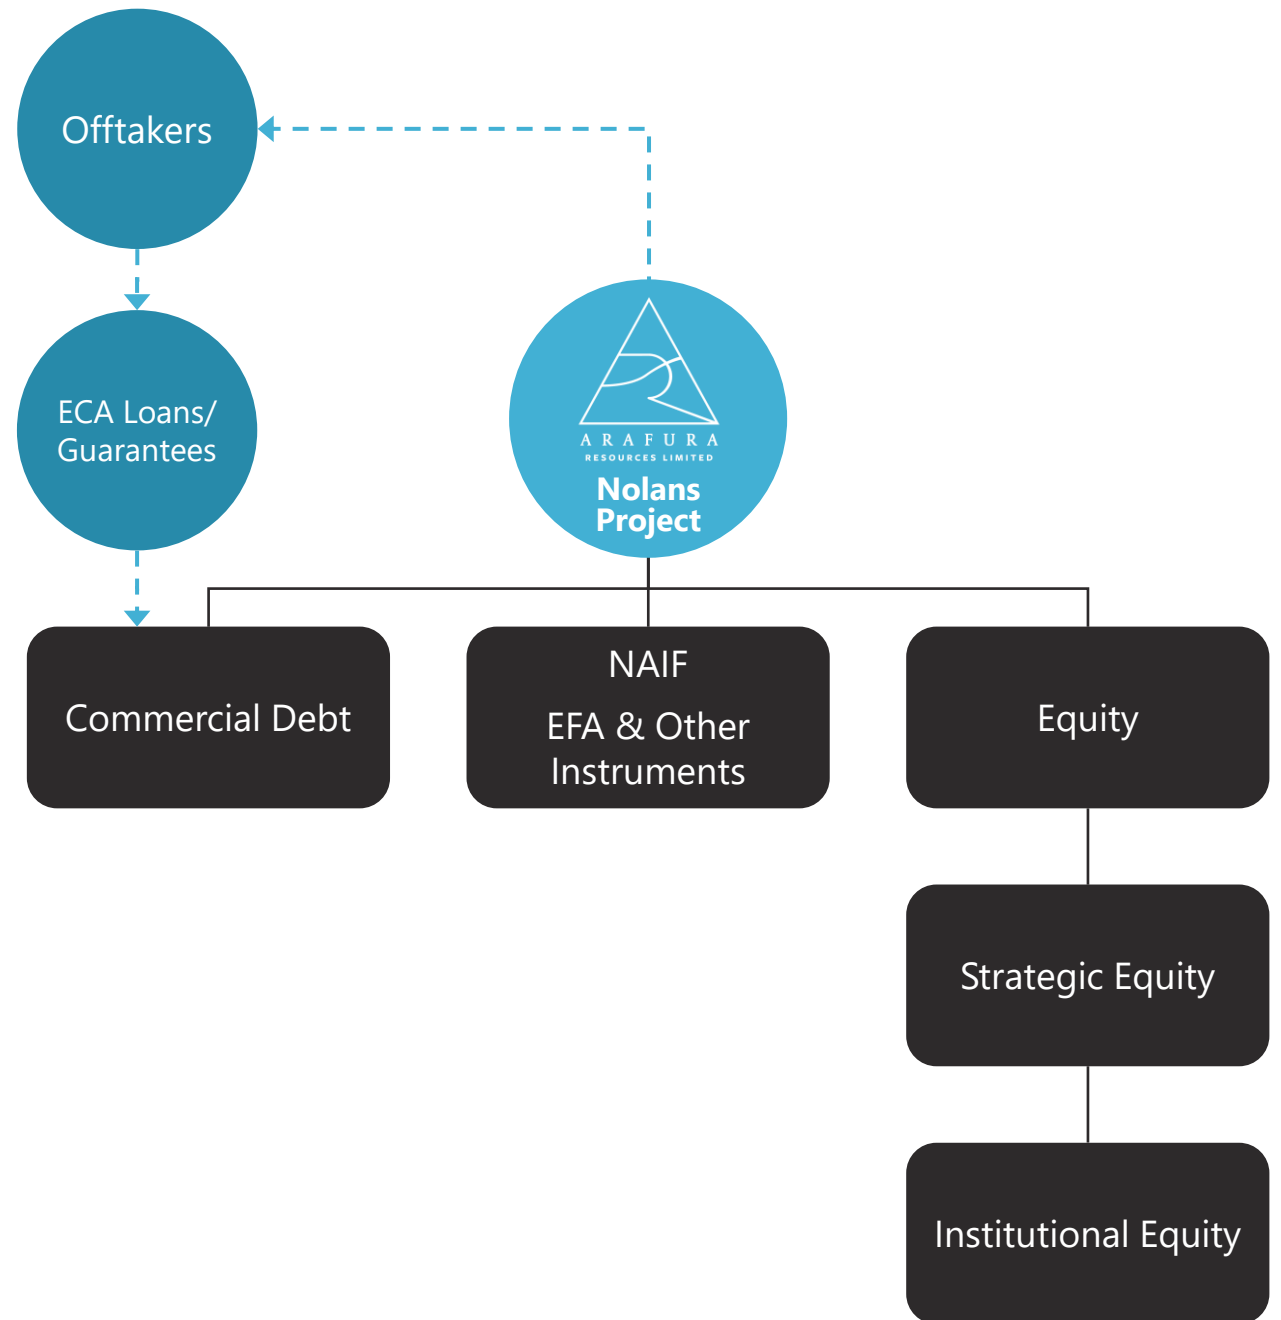 Offtakers
ECA Loans/
Guarantees
ARAFURA
RESOURCES LIMITED
Nolans
Project
Commercial Debt
NAIF
EFA & Other
Instruments
Equity
Strategic Equity
Institutional Equity